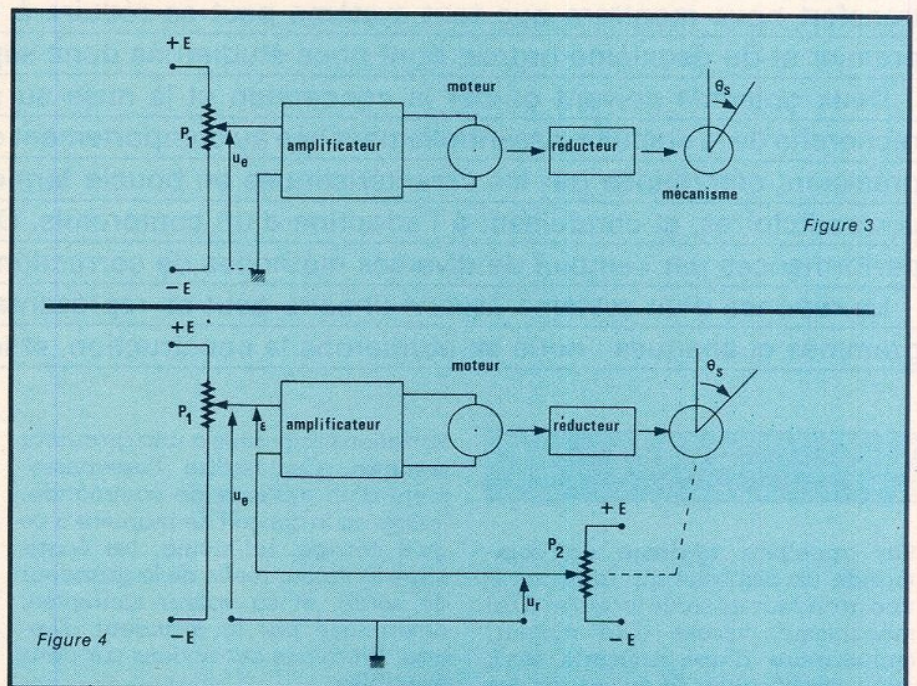 + E
moteur
θs
P1
ue
amplificateur
réducteur
mécanisme
Figure 3
− E
+ E
moteur
θs
P1
ε
amplificateur
réducteur
ue
+ E
P2
ur
− E
− E
Figure 4